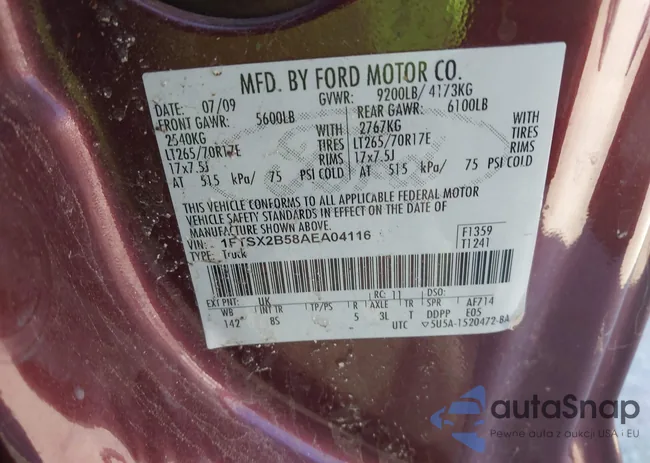 MFD. BY FORD MOTOR CO.
DATE: 07/09 GVWR: 9200LB/ 4173KG
FRONT GAWR: 5600LB REAR GAWR: 6100LB
2540KG WITH 2767KG WITH
LT265/70R17E TIRES LT265/70R17E TIRES
17x7.5J RIMS 17x7.5J RIMS
AT 515 kPa/ 75 PSI COLD AT 515 kPa/ 75 PSI COLD
THIS VEHICLE CONFORMS TO ALL APPLICABLE FEDERAL MOTOR
VEHICLE SAFETY STANDARDS IN EFFECT ON THE DATE OF
MANUFACTURE SHOWN ABOVE.
VIN: 1FTSX2B58AEA04116 F1359
TYPE: Truck T1241
EXT PNT: UK RC: 11 DSO:
WB INT TR TP/PS R AXLE TR SPR AF714
142" 8S 5 3L T DDPP E05
UTC 5U5A-1520472-BA
autaSnap
Pewne auta z aukcji USA i EU